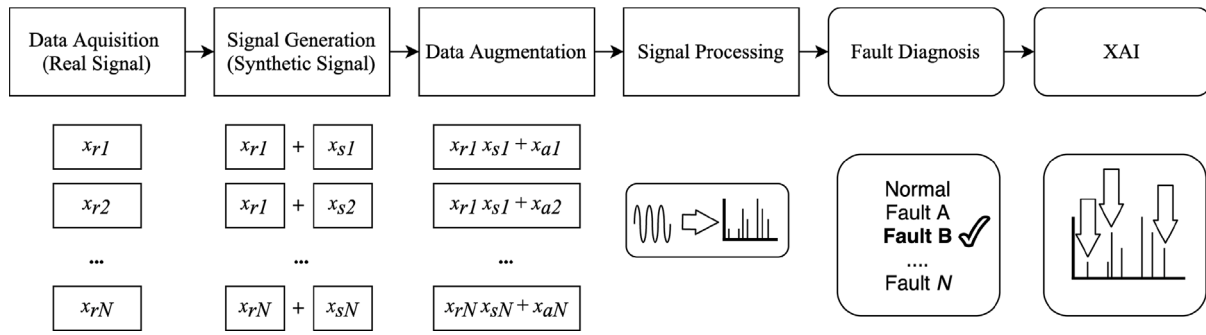 Data Aquisition
(Real Signal)
Signal Generation
(Synthetic Signal)
Data Augmentation
Signal Processing
Fault Diagnosis
XAI
xr1
xr1 + xs1
xr1 xs1 + xa1
xr2
xr1 + xs2
xr1 xs1 + xa2
...
...
...
xrN
xrN + xsN
xrN xsN + xaN
Normal
Fault A
Fault B
....
Fault N